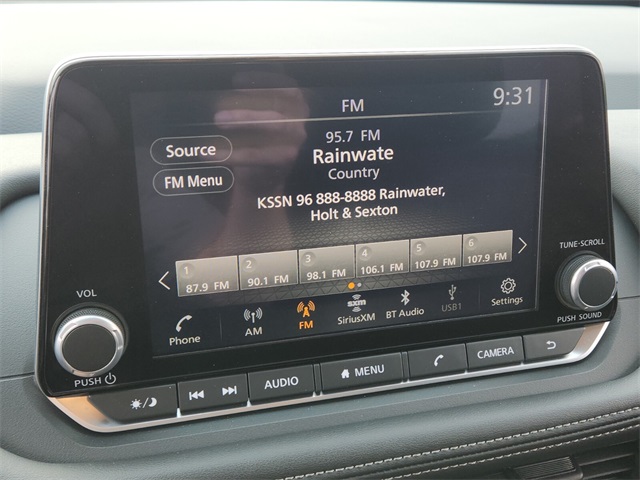 FM
9:31
Source
FM Menu
95.7 FM
Rainwate
Country
KSSN 96 888-8888 Rainwater,
Holt & Sexton
1 2 3 4 5 6
87.9 FM 90.1 FM 98.1 FM 106.1 FM 107.9 FM 107.9 FM
Phone AM FM SiriusXM BT Audio USB1 Settings
sxm
VOL
PUSH
TUNE-SCROLL
PUSH SOUND
AUDIO MENU CAMERA